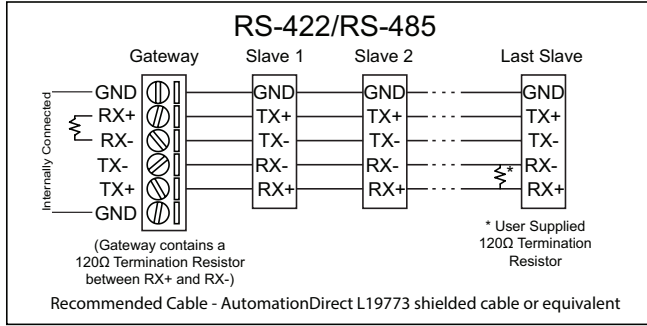 RS-422/RS-485
Gateway Slave 1 Slave 2 Last Slave
Internally Connected
GND GND GND GND
RX+ TX+ TX+ TX+
RX- TX- TX- TX-
TX- RX- RX- RX-
*
TX+ RX+ RX+ RX+
GND
(Gateway contains a
120Ω Termination Resistor
between RX+ and RX-)
* User Supplied
120Ω Termination
Resistor
Recommended Cable - AutomationDirect L19773 shielded cable or equivalent